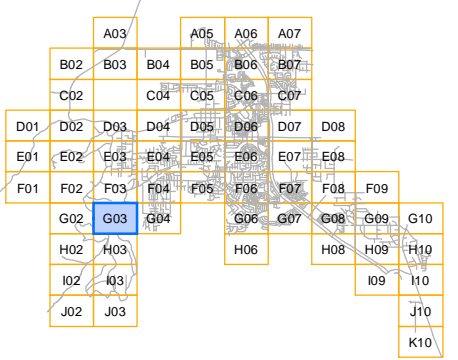 A03 A05 A06 A07
B02 B03 B04 B05 B06 B07
C02 C04 C05 C06 C07
D01 D02 D03 D04 D05 D06 D07 D08
E01 E02 E03 E04 E05 E06 E07 E08
F01 F02 F03 F04 F05 F06 F07 F08 F09
G02 G03 G04 G06 G07 G08 G09 G10
H02 H03 H06 H08 H09 H10
I02 I03 I09 I10
J02 J03 J10
K10